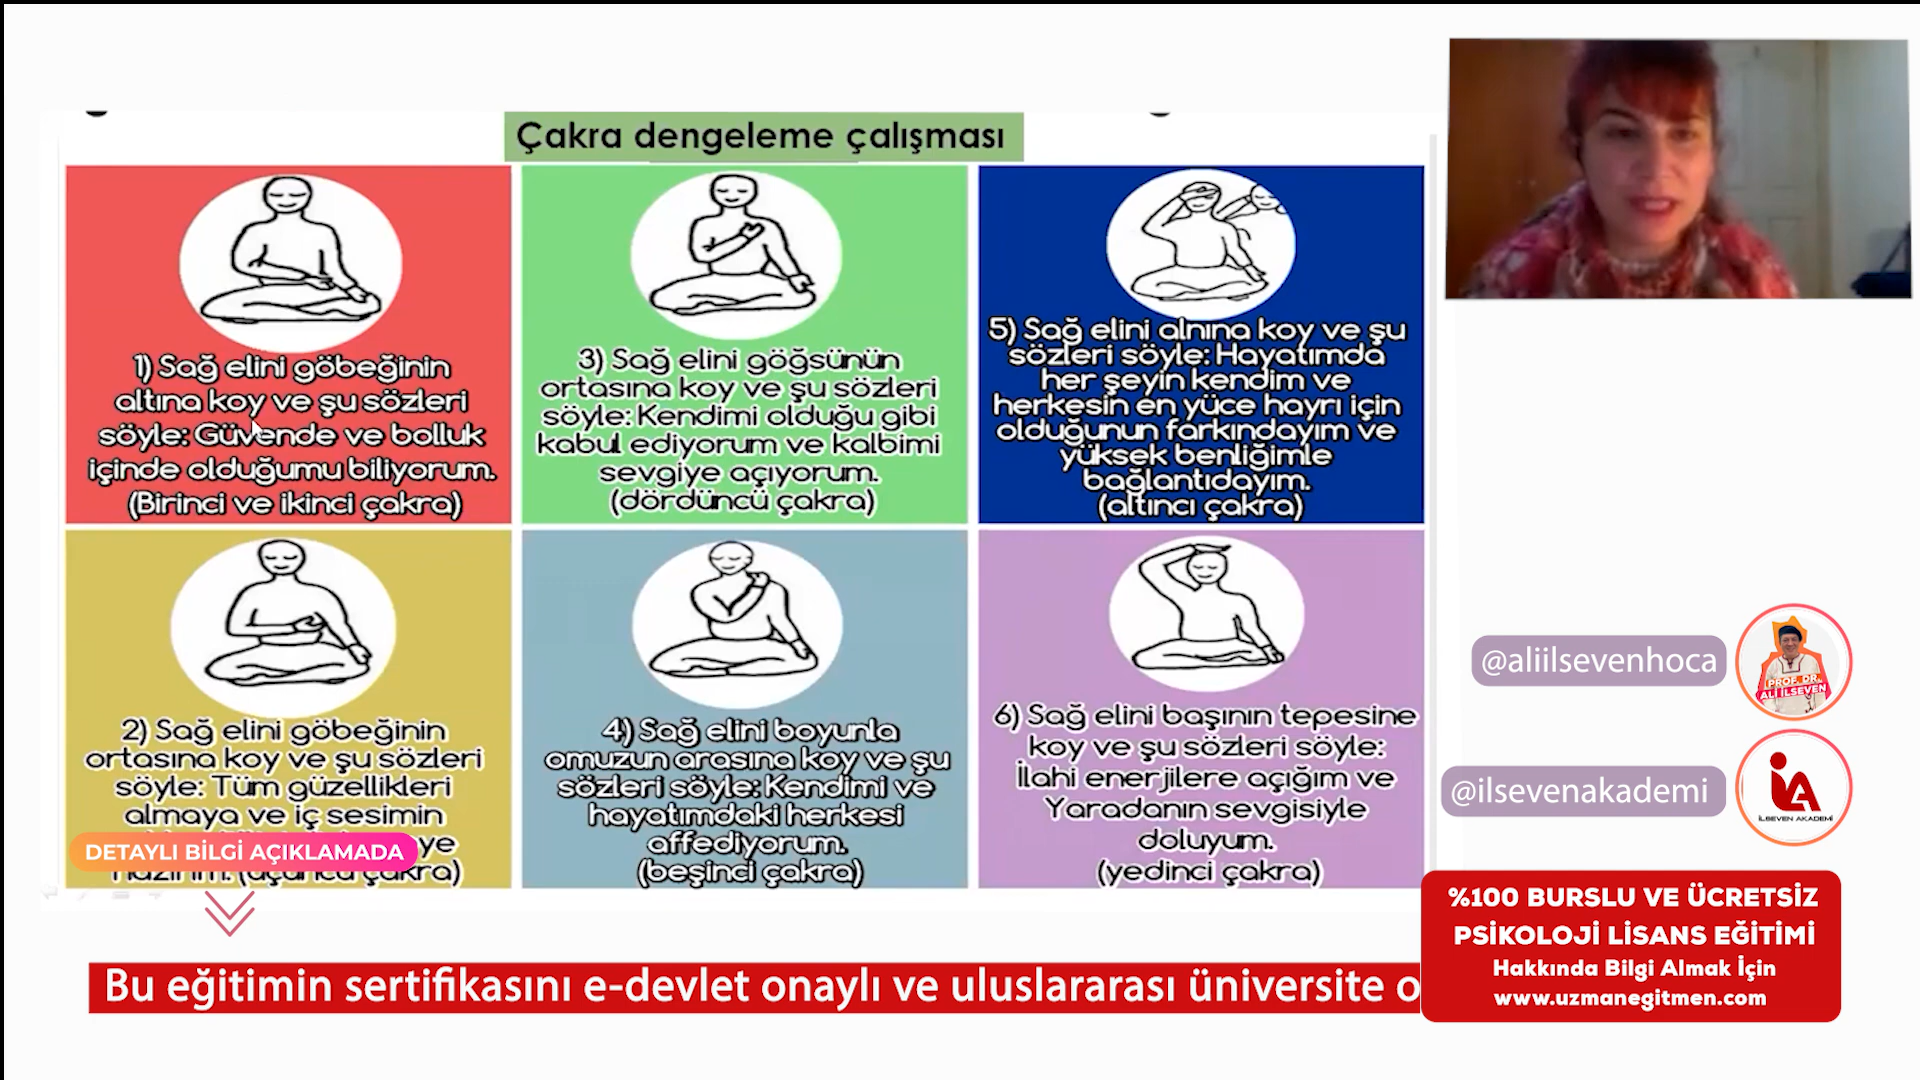 Çakra dengeleme çalışması
1) Sağ elini göbeğinin
altına koy ve şu sözleri
söyle: Güvende ve bolluk
içinde olduğumu biliyorum.
(Birinci ve ikinci çakra)
2) Sağ elini göbeğinin
ortasına koy ve şu sözleri
söyle: Tüm güzellikleri
almaya ve iç sesimin
ye
çakra)
3) Sağ elini göğsünün
ortasına koy ve şu sözleri
söyle: Kendimi olduğu gibi
kabul ediyorum ve kalbimi
sevgiye açıyorum.
(dördüncü çakra)
4) Sağ elini boyunla
omuzun arasına koy ve şu
sözleri söyle: Kendimi ve
hayatımdaki herkesi
affediyorum.
(beşinci çakra)
5) Sağ elini alnına koy ve şu
sözleri söyle: Hayatımda
her şeyin kendim ve
herkesin en yüce hayrı için
olduğunun farkındayım ve
yüksek benliğimle
bağlantıdayım.
(altıncı çakra)
6) Sağ elini başının tepesine
koy ve şu sözleri söyle:
İlahi enerjilere açığım ve
Yaradanın sevgisiyle
doluyum.
(yedinci çakra)
DETAYLI BİLGİ AÇIKLAMADA
@aliilsevenhoca
PROF. DR.
ALİ İLSEVEN
@ilsevenakademi
İLSEVEN AKADEMİ
%100 BURSLU VE ÜCRETSİZ
PSİKOLOJİ LİSANS EĞİTİMİ
Hakkında Bilgi Almak İçin
www.uzmanegitmen.com
Bu eğitimin sertifikasını e-devlet onaylı ve uluslararası üniversite o